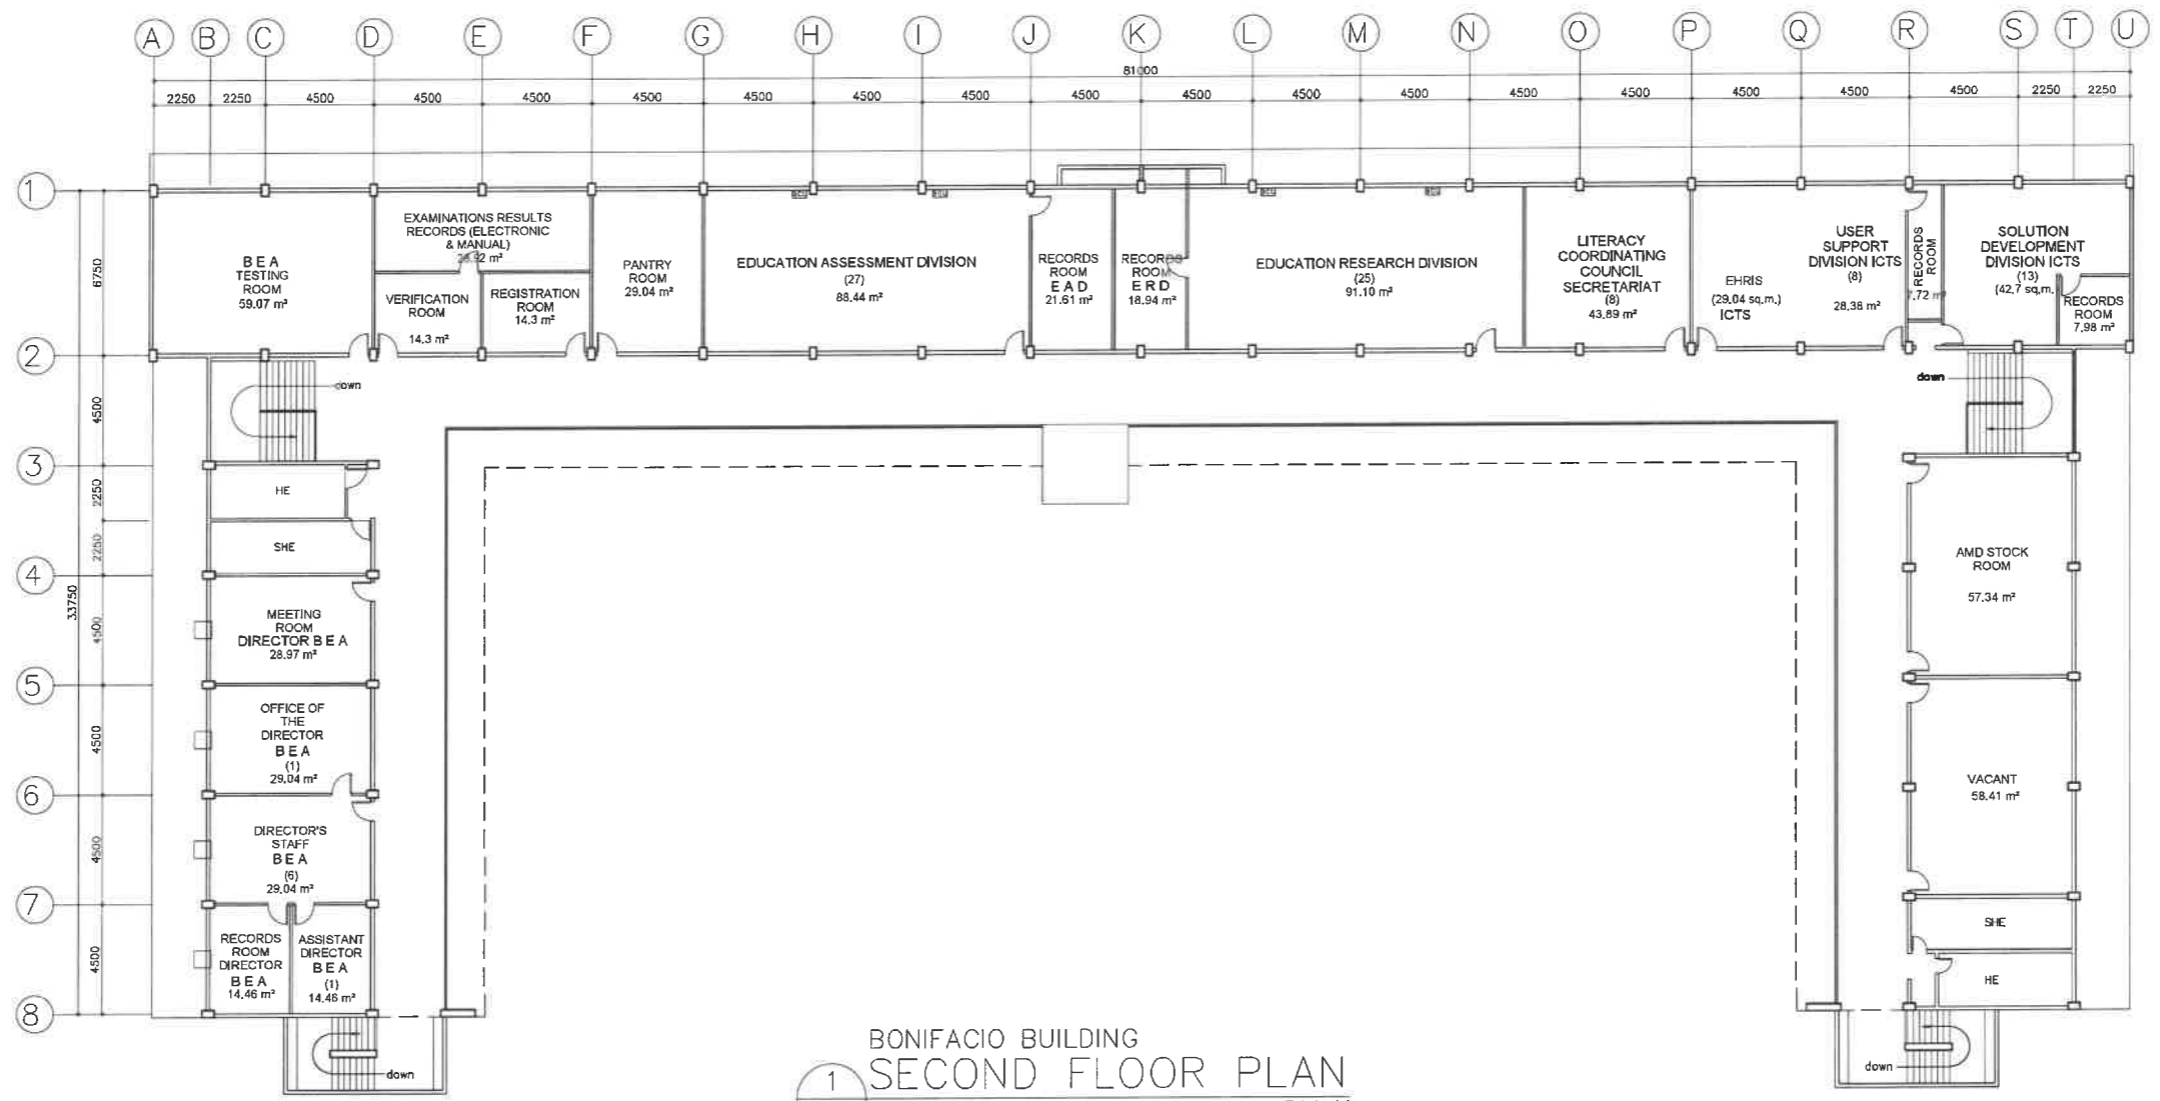 A B C D E F G H I J K L M N O P Q R S T U
81000
2250 2250 4500 4500 4500 4500 4500 4500 4500 4500 4500 4500 4500 4500 4500 4500 4500 4500 2250 2250
1
2
3
4
5
6
7
8
33750
6750
4500
2250
2250
4500
4500
4500
4500
B E A
TESTING
ROOM
59.07 m²
EXAMINATIONS RESULTS
RECORDS (ELECTRONIC
& MANUAL)
m²
VERIFICATION
ROOM
14.3 m²
REGISTRATION
ROOM
14.3 m²
PANTRY
ROOM
29.04 m²
EDUCATION ASSESSMENT DIVISION
(27)
88.44 m²
RECORDS
ROOM
E A D
21.61 m²
RECORDS
ROOM
E R D
18.94 m²
EDUCATION RESEARCH DIVISION
(25)
91.10 m²
LITERACY
COORDINATING
COUNCIL
SECRETARIAT
(8)
43.89 m²
EHRIS
(29.04 sq.m.)
ICTS
USER
SUPPORT
DIVISION ICTS
(8)
28.38 m²
RECORDS
ROOM
7.72 m²
SOLUTION
DEVELOPMENT
DIVISION ICTS
(13)
(42.7 sq.m.
RECORDS
ROOM
7.98 m²
down
down
HE
SHE
MEETING
ROOM
DIRECTOR B E A
28.97 m²
OFFICE OF
THE
DIRECTOR
B E A
(1)
29.04 m²
DIRECTOR'S
STAFF
B E A
(6)
29.04 m²
RECORDS
ROOM
DIRECTOR
B E A
14.46 m²
ASSISTANT
DIRECTOR
B E A
(1)
14.46 m²
down
AMD STOCK
ROOM
57.34 m²
VACANT
58.41 m²
SHE
HE
down
BONIFACIO BUILDING
1 SECOND FLOOR PLAN